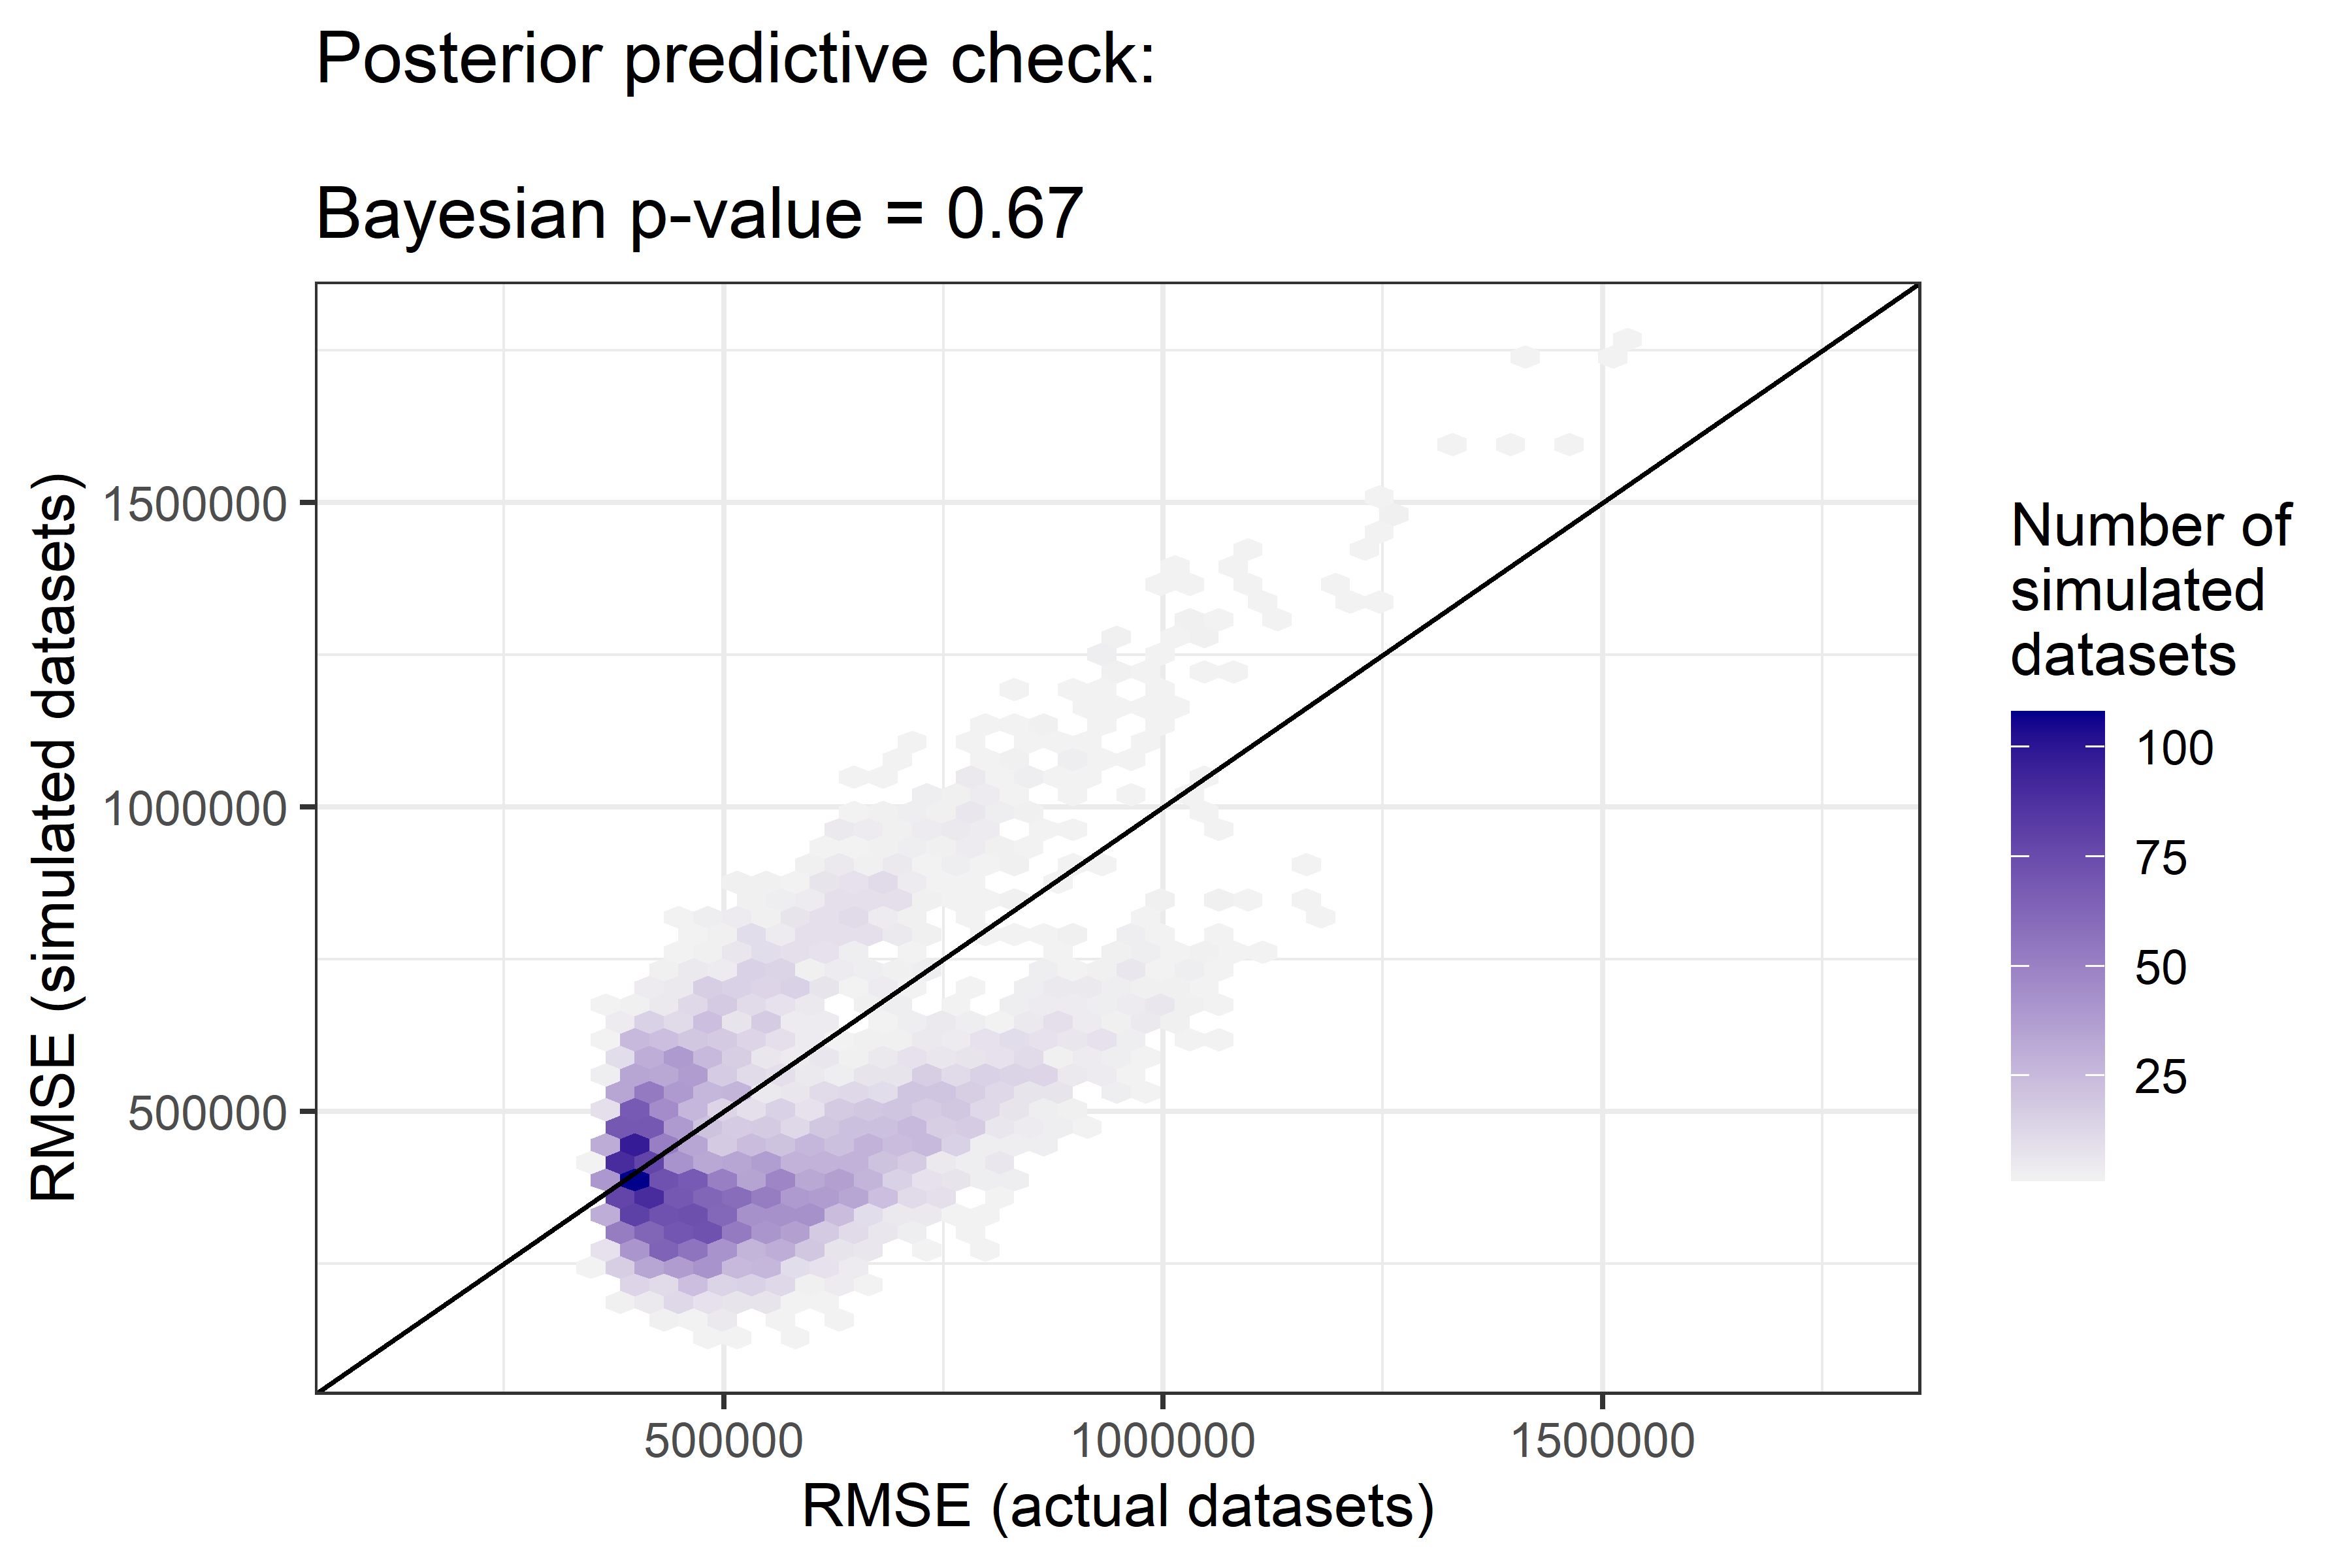 Posterior predictive check:
Bayesian p-value = 0.67
RMSE (simulated datasets)
1500000
1000000
500000
500000 1000000 1500000
RMSE (actual datasets)
Number of
simulated
datasets
100
75
50
25